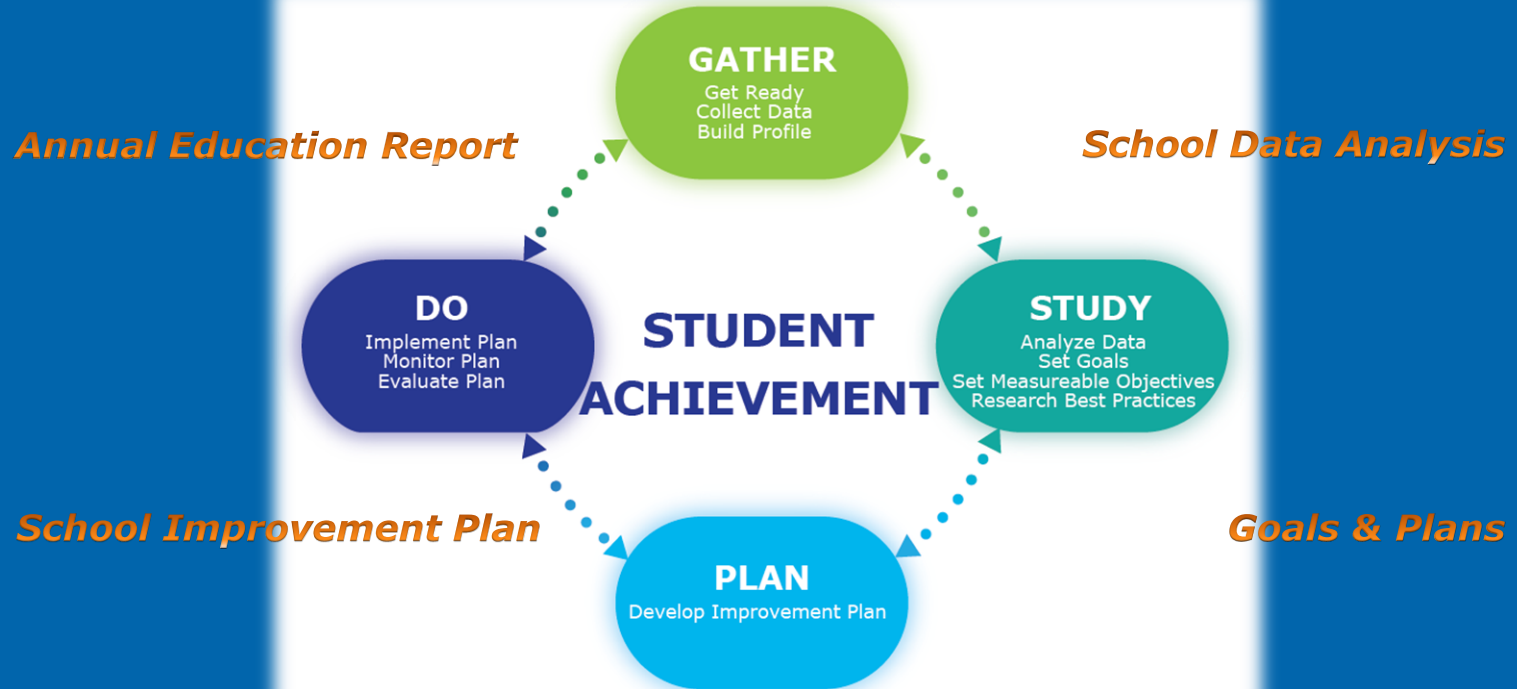 GATHER
Get Ready
Collect Data
Build Profile
Annual Education Report
School Data Analysis
DO
Implement Plan
Monitor Plan
Evaluate Plan
STUDENT
ACHIEVEMENT
STUDY
Analyze Data
Set Goals
Set Measureable Objectives
Research Best Practices
School Improvement Plan
Goals & Plans
PLAN
Develop Improvement Plan